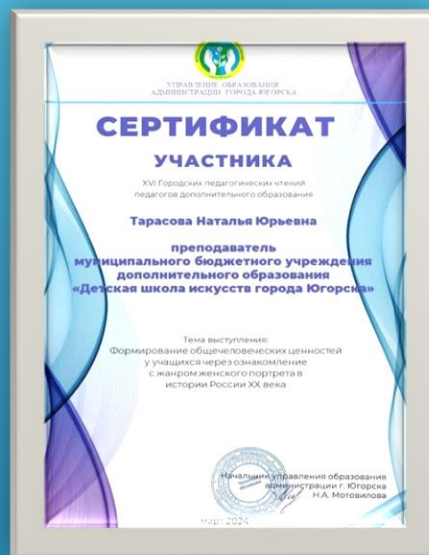 УПРАВЛЕНИЕ ОБРАЗОВАНИЯ
АДМИНИСТРАЦИИ ГОРОДА ЮГОРСКА
СЕРТИФИКАТ
УЧАСТНИКА
XVI Городских педагогических чтений
педагогов дополнительного образования
Тарасова Наталья Юрьевна
преподаватель
муниципального бюджетного учреждения
дополнительного образования
«Детская школа искусств города Югорска»
Тема выступления:
Формирование общечеловеческих ценностей
у учащихся через ознакомление
с жанром женского портрета в
истории России XX века
Начальник управления образования
администрации г. Югорска
Н.А. Мотовилова
март 2024